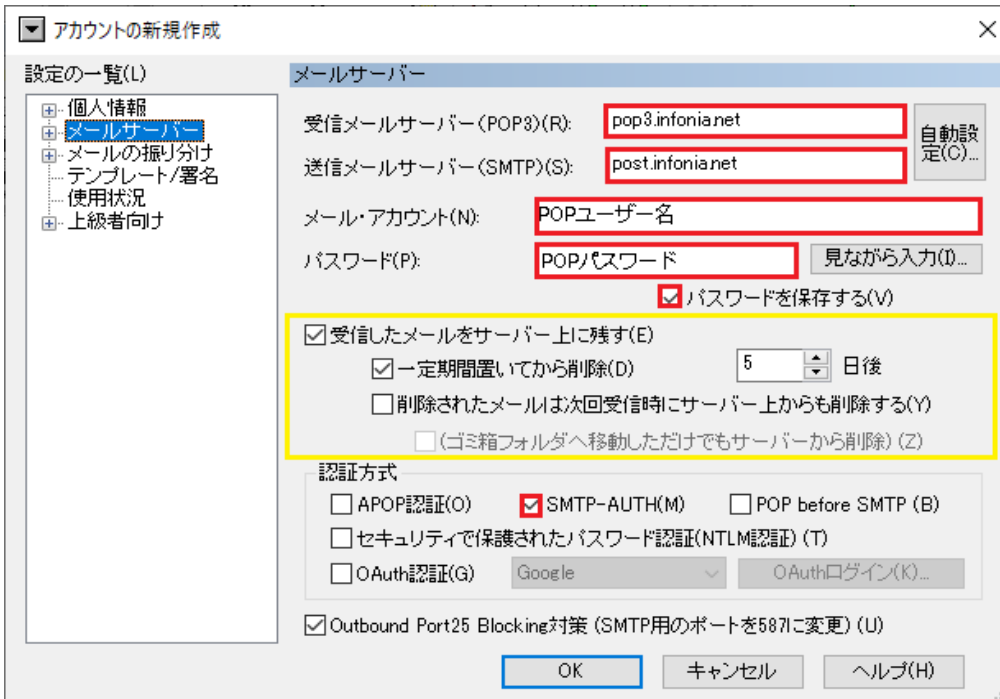 アカウントの新規作成
設定の一覧(L)
個人情報
メールサーバー
メールの振り分け
テンプレート/署名
使用状況
上級者向け
メールサーバー
受信メールサーバー(POP3)(R): pop3.infonia.net
自動設定(C)...
送信メールサーバー(SMTP)(S): post.infonia.net
メール・アカウント(N): POPユーザー名
パスワード(P): POPパスワード 見ながら入力(I)...
パスワードを保存する(V)
受信したメールをサーバー上に残す(E)
一定期間置いてから削除(D) 5 日後
削除されたメールは次回受信時にサーバー上からも削除する(Y)
(ゴミ箱フォルダへ移動しただけでもサーバーから削除) (Z)
認証方式
APOP認証(O) SMTP-AUTH(M) POP before SMTP (B)
セキュリティで保護されたパスワード認証(NTLM認証) (T)
OAuth認証(G) Google OAuthログイン(K)...
Outbound Port25 Blocking対策 (SMTP用のポートを587に変更) (U)
OK キャンセル ヘルプ(H)